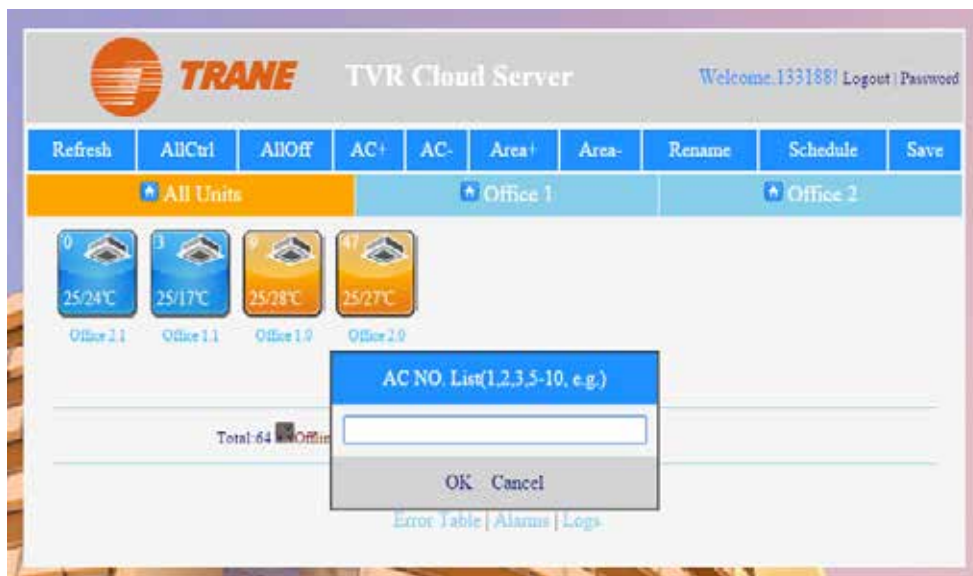 TRANE TVR Cloud Server Welcome,133188! Logout | Password
Refresh AllCtrl AllOff AC+ AC- Area+ Area- Rename Schedule Save
All Units Office 1 Office 2
0 3 9 47
25/24℃ 25/17℃ 25/28℃ 25/27℃
Office 2.1 Office 1.1 Office 1.0 Office 2.0
AC NO. List(1,2,3,5-10, e.g.)
Total:64
OK Cancel
Error Table | Alarms | Logs